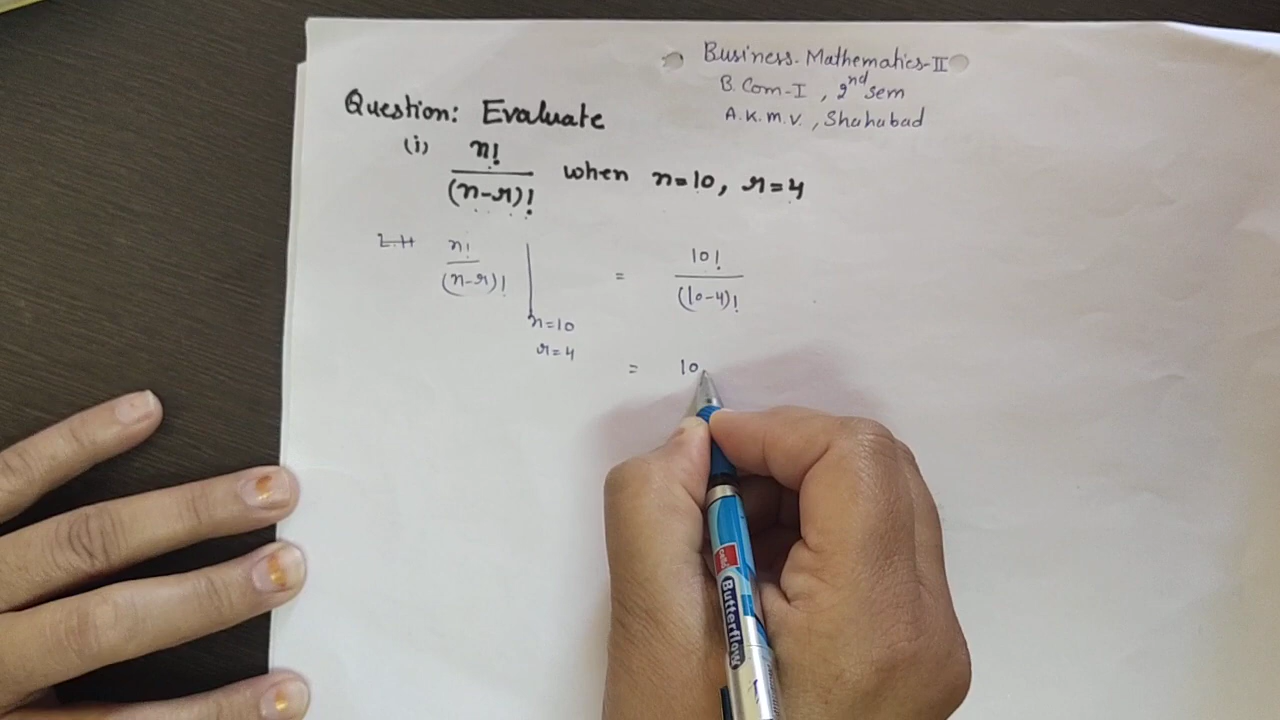 Business Mathematics-II
B. Com-I, 2nd sem
A.K.M.V., Shahabad
Question: Evaluate
(i) n!/(n-r)! when n=10, r=4
L.H n!/(n-r)! | n=10 r=4 = 10!/(10-4)!
= 10
cello Butterflow